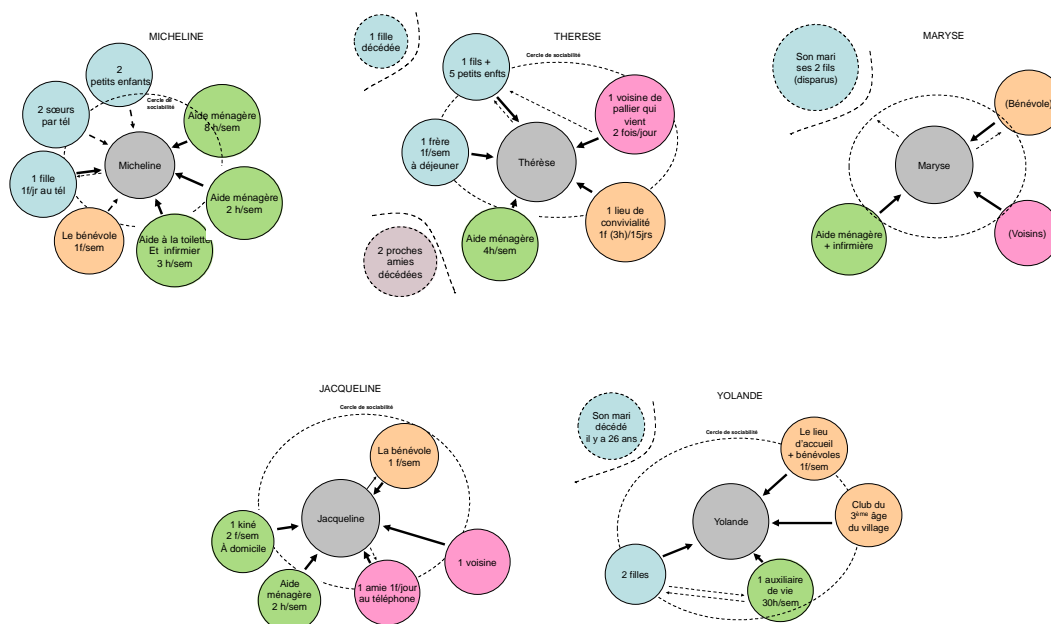 MICHELINE
2
petits enfants
Cercle de
sociabilité
2 sœurs
par tél
Aide ménagère
8 h/sem
Micheline
1 fille
1f/jr au tél
Aide ménagère
2 h/sem
Le bénévole
1f/sem
Aide à la toilette
Et infirmier
3 h/sem
THERESE
1 fille
décédée
Cercle de sociabilité
1 fils +
5 petits enfts
1 voisine de
pallier qui
vient
2 fois/jour
1 frère
1f/sem
à déjeuner
Thérèse
1 lieu de
convivialité
1f (3h)/15jrs
Aide ménagère
4h/sem
2 proches
amies
décédées
MARYSE
Son mari
ses 2 fils
(disparus)
(Bénévole)
Maryse
Aide ménagère
+ infirmière
(Voisins)
JACQUELINE
Cercle de sociabilité
La bénévole
1 f/sem
Jacqueline
1 kiné
2 f/sem
À domicile
1 voisine
Aide
ménagère
2 h/sem
1 amie 1f/jour
au téléphone
YOLANDE
Son mari
décédé
il y a 26 ans
Cercle de sociabilité
Le lieu
d'accueil
+ bénévoles
1f/sem
Yolande
Club du
3ème âge
du village
2 filles
1 auxiliaire
de vie
30h/sem